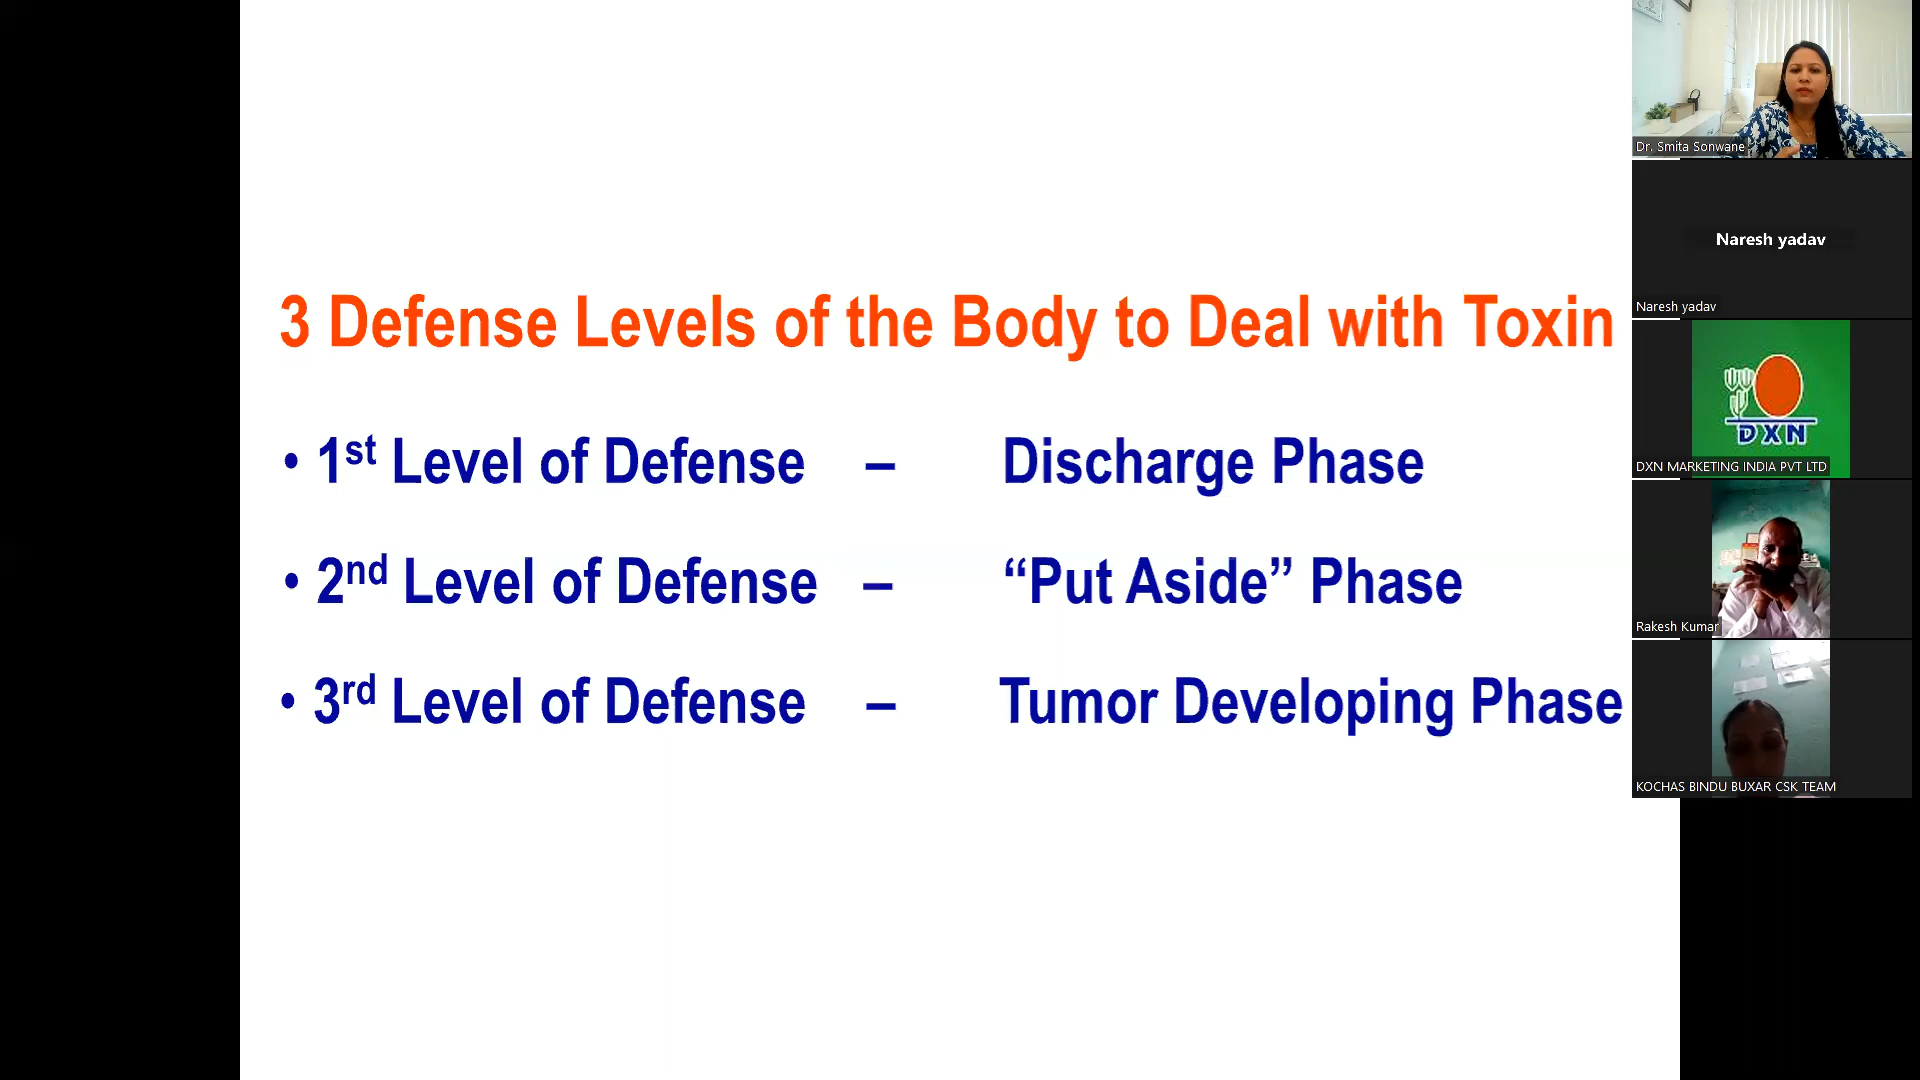 3 Defense Levels of the Body to Deal with Toxin
• 1st Level of Defense – Discharge Phase
• 2nd Level of Defense – “Put Aside” Phase
• 3rd Level of Defense – Tumor Developing Phase
Dr. Smita Sonwane
Naresh yadav
Naresh yadav
DXN
DXN MARKETING INDIA PVT LTD
Rakesh Kumar
KOCHAS BINDU BUXAR CSK TEAM